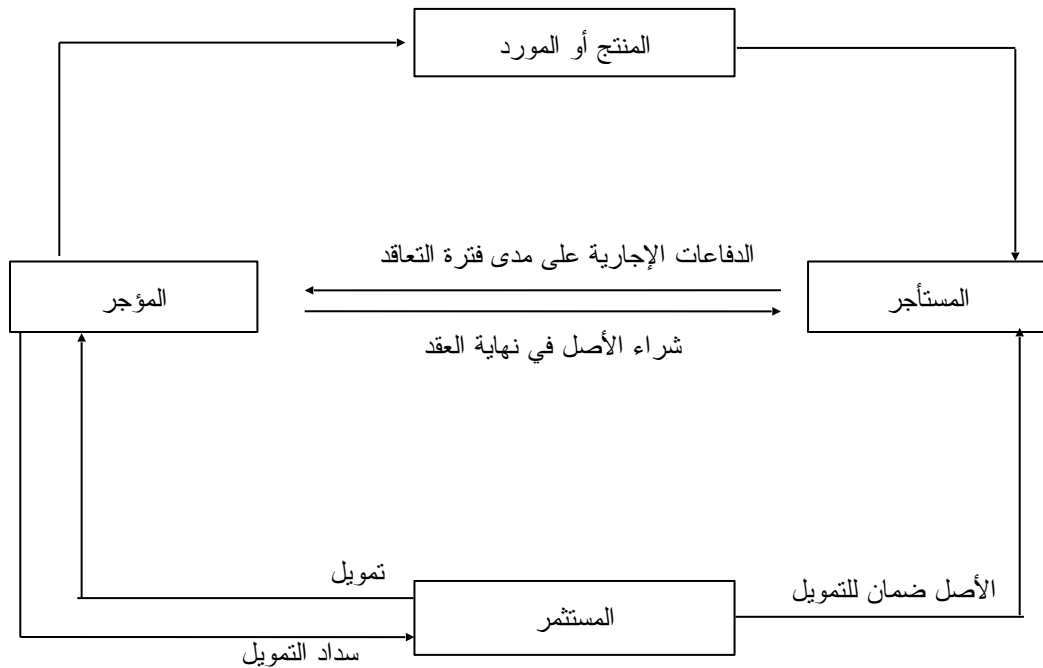 المنتج أو المورد
الدفاعات الإجارية على مدى فترة التعاقد
المؤجر
المستأجر
شراء الأصل في نهاية العقد
تمويل
المستثمر
الأصل ضمان للتمويل
سداد التمويل